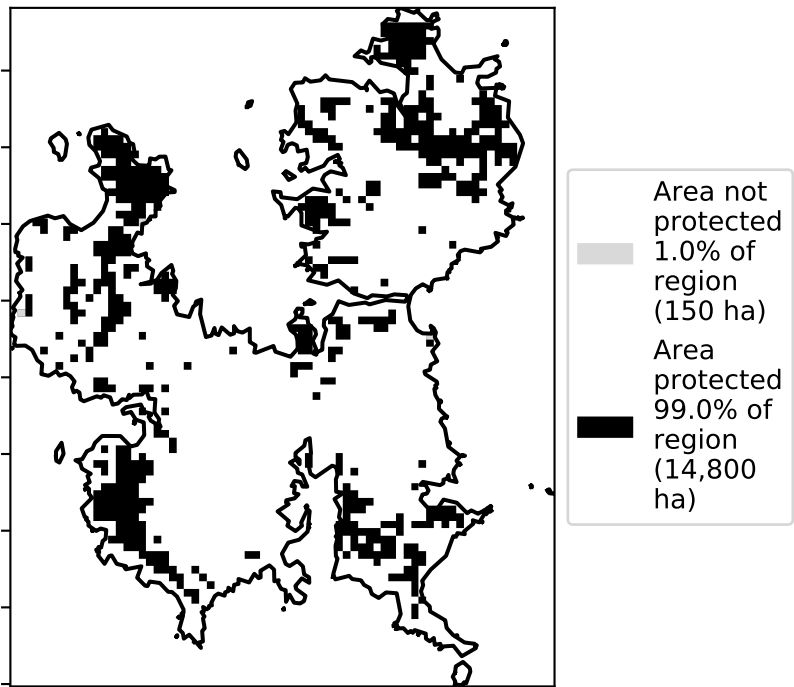 Area not
protected
1.0% of
region
(150 ha)
Area
protected
99.0% of
region
(14,800
ha)